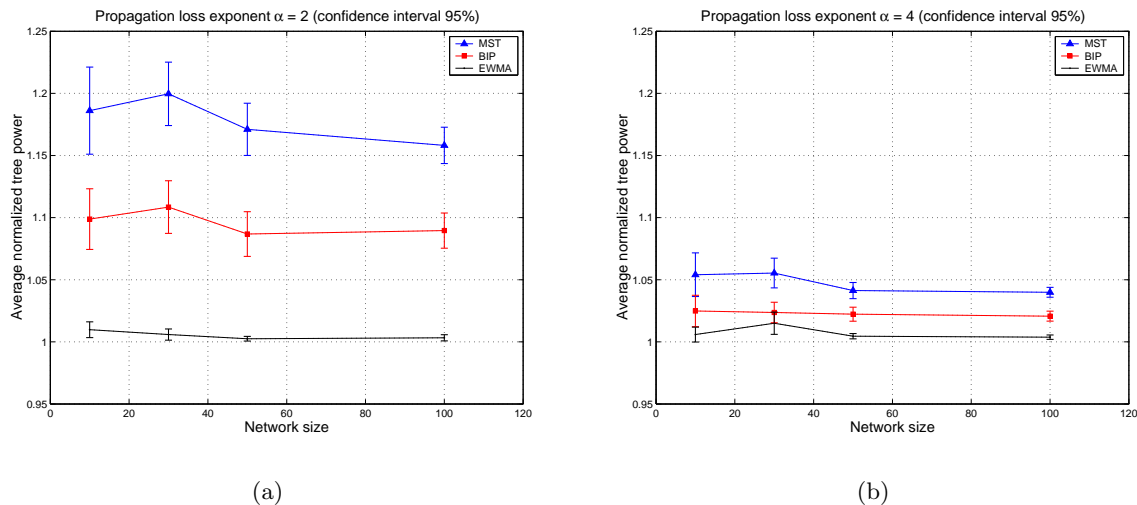 Propagation loss exponent α = 2 (confidence interval 95%)
1.25
1.2
1.15
1.1
1.05
1
0.95
Average normalized tree power
MST
BIP
EWMA
0 20 40 60 80 100 120
Network size
(a)
Propagation loss exponent α = 4 (confidence interval 95%)
1.25
1.2
1.15
1.1
1.05
1
0.95
Average normalized tree power
MST
BIP
EWMA
0 20 40 60 80 100 120
Network size
(b)